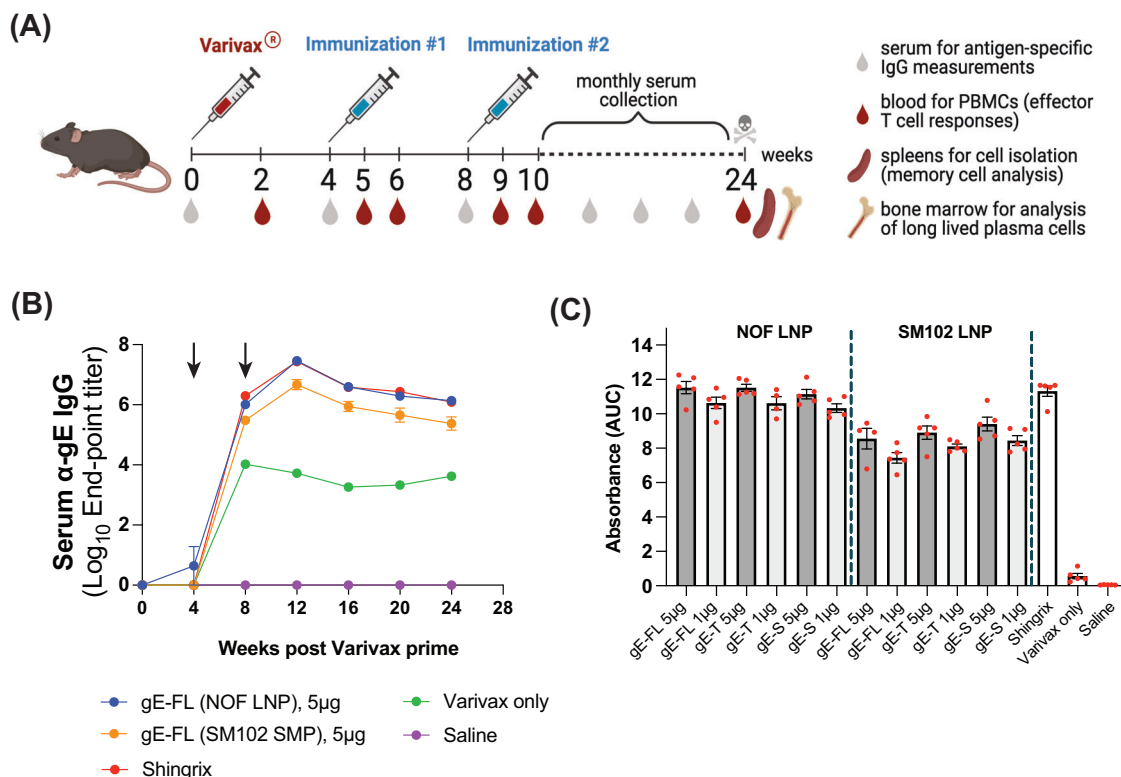 (A)
Varivax®
Immunization #1
Immunization #2
monthly serum
collection
weeks
0
2
4
5
6
8
9
10
24
serum for antigen-specific
IgG measurements
blood for PBMCs (effector
T cell responses)
spleens for cell isolation
(memory cell analysis)
bone marrow for analysis
of long lived plasma cells
(B)
Serum α-gE IgG
(Log10 End-point titer)
8
6
4
2
0
0
4
8
12
16
20
24
28
Weeks post Varivax prime
gE-FL (NOF LNP), 5µg
gE-FL (SM102 SMP), 5µg
Shingrix
Varivax only
Saline
(C)
NOF LNP
SM102 LNP
Absorbance (AUC)
14
12
10
8
6
4
2
0
gE-FL 5µg
gE-FL 1µg
gE-T 5µg
gE-T 1µg
gE-S 5µg
gE-S 1µg
gE-FL 5µg
gE-FL 1µg
gE-T 5µg
gE-T 1µg
gE-S 5µg
gE-S 1µg
Shingrix
Varivax only
Saline